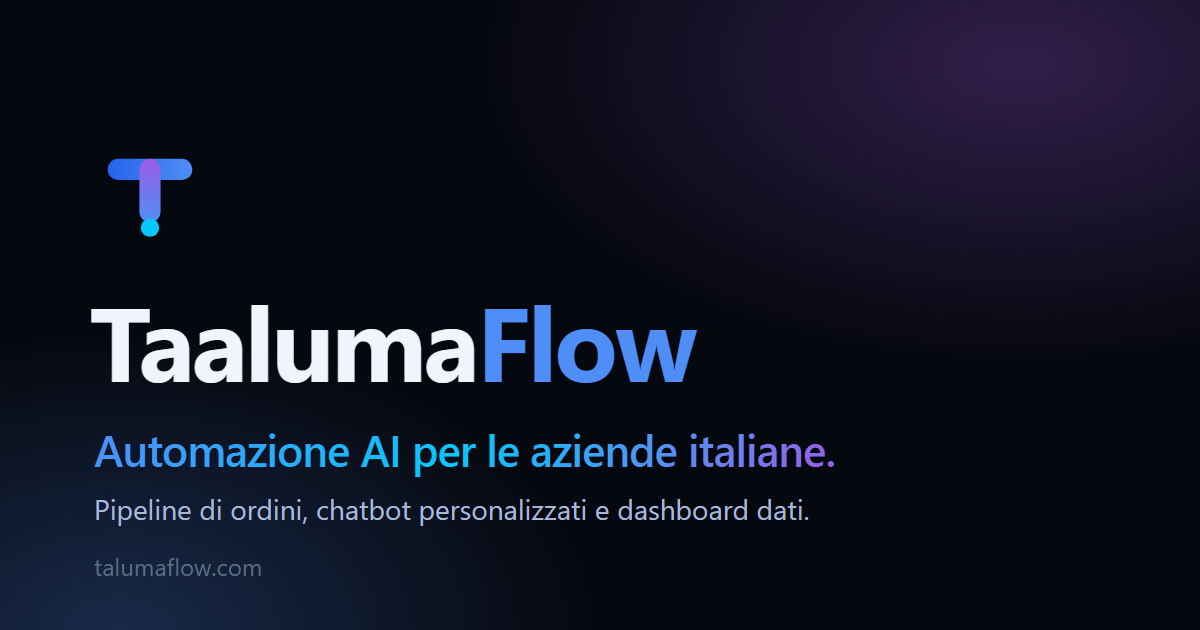 TaalumaFlow
Automazione AI per le aziende italiane.
Pipeline di ordini, chatbot personalizzati e dashboard dati.
talumaflow.com